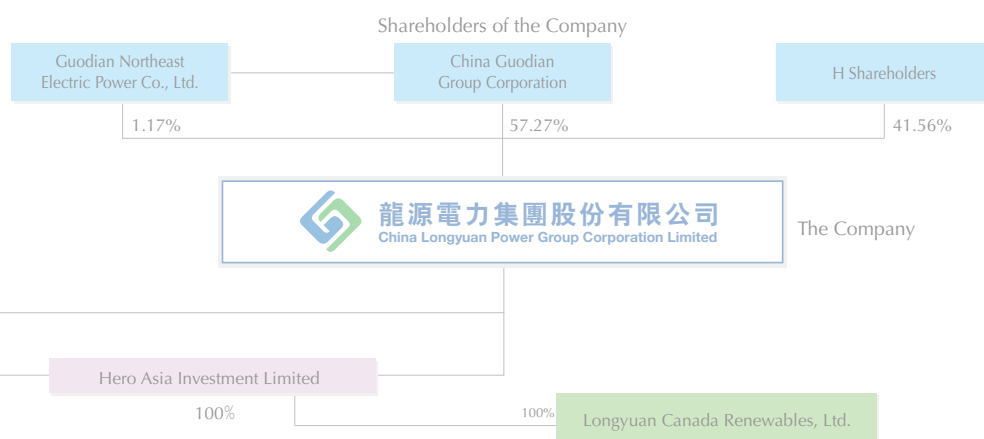 Shareholders of the Company
Guodian Northeast
Electric Power Co., Ltd.
China Guodian
Group Corporation
H Shareholders
1.17%
57.27%
41.56%
龍源電力集團股份有限公司
China Longyuan Power Group Corporation Limited
The Company
Hero Asia Investment Limited
100%
100%
Longyuan Canada Renewables, Ltd.